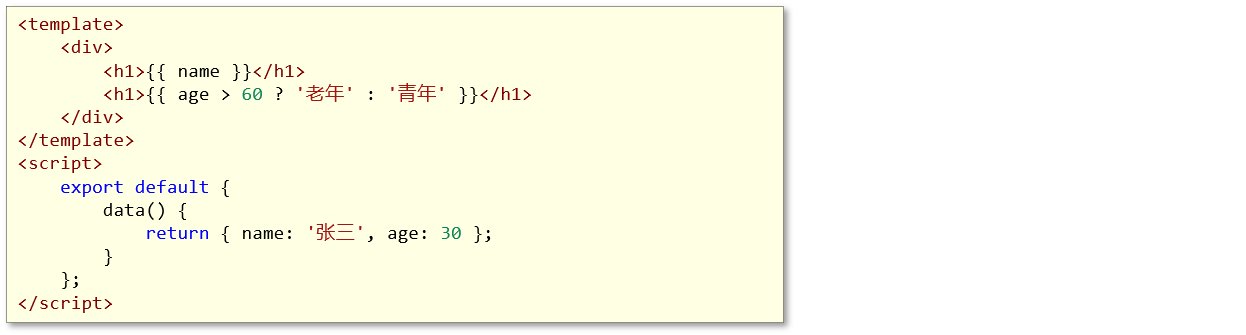 <template>
    <div>
        <h1>{{ name }}</h1>
        <h1>{{ age > 60 ? '老年' : '青年' }}</h1>
    </div>
</template>
<script>
    export default {
        data() {
            return { name: '张三', age: 30 };
        }
    };
</script>